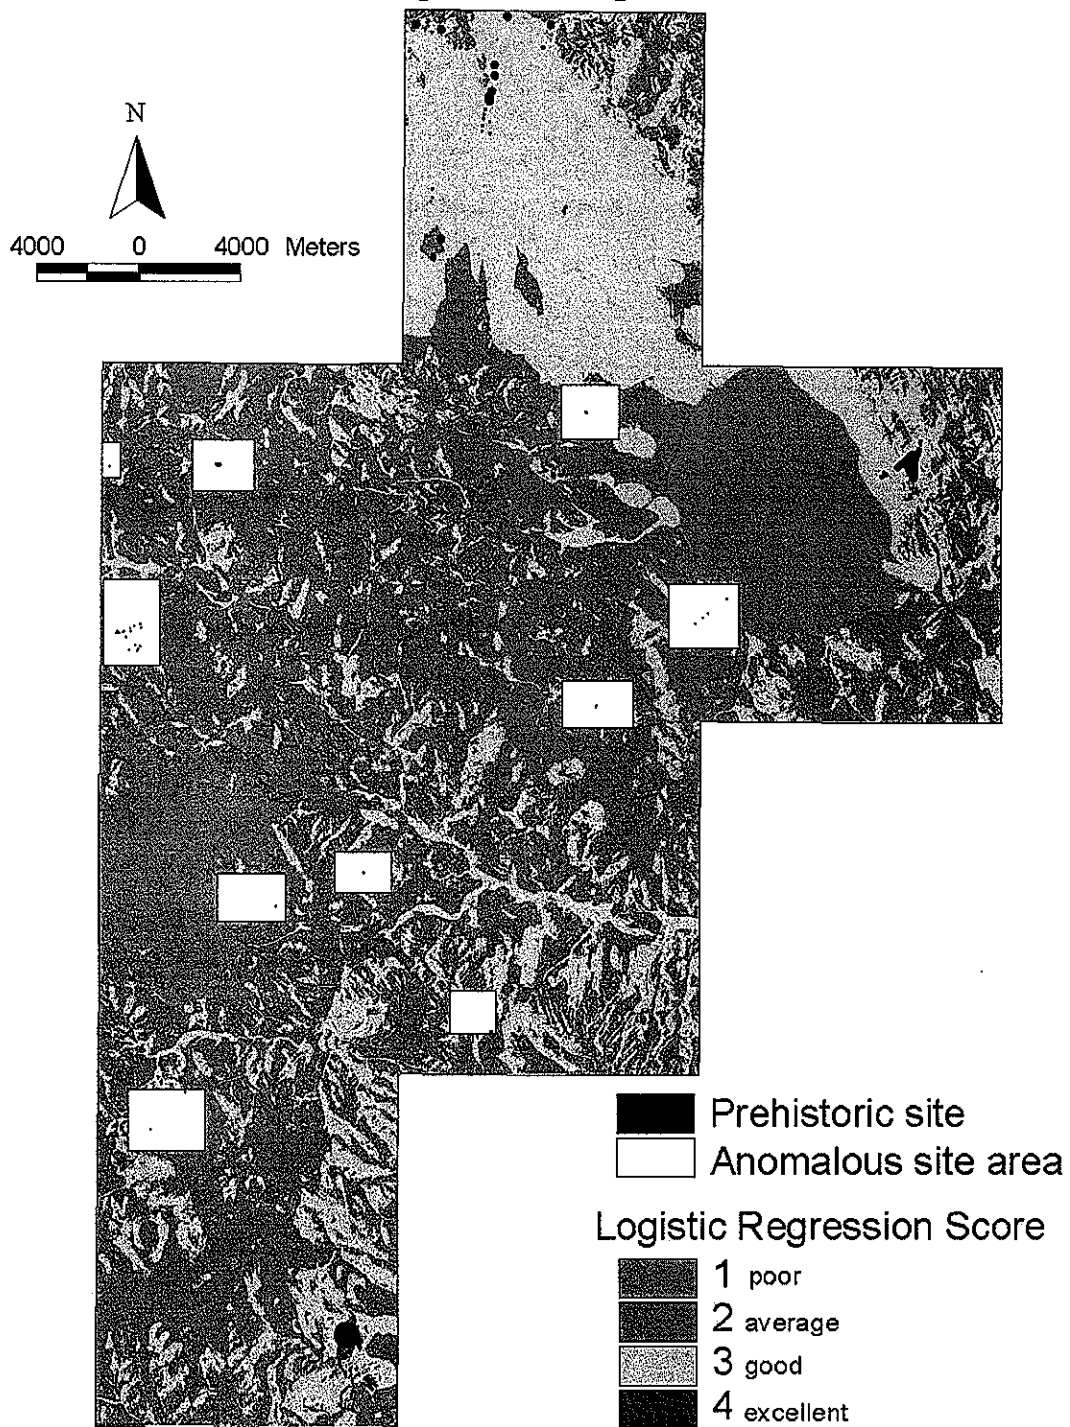 N
4000 0 4000 Meters
Prehistoric site
Anomalous site area
Logistic Regression Score
1 poor
2 average
3 good
4 excellent